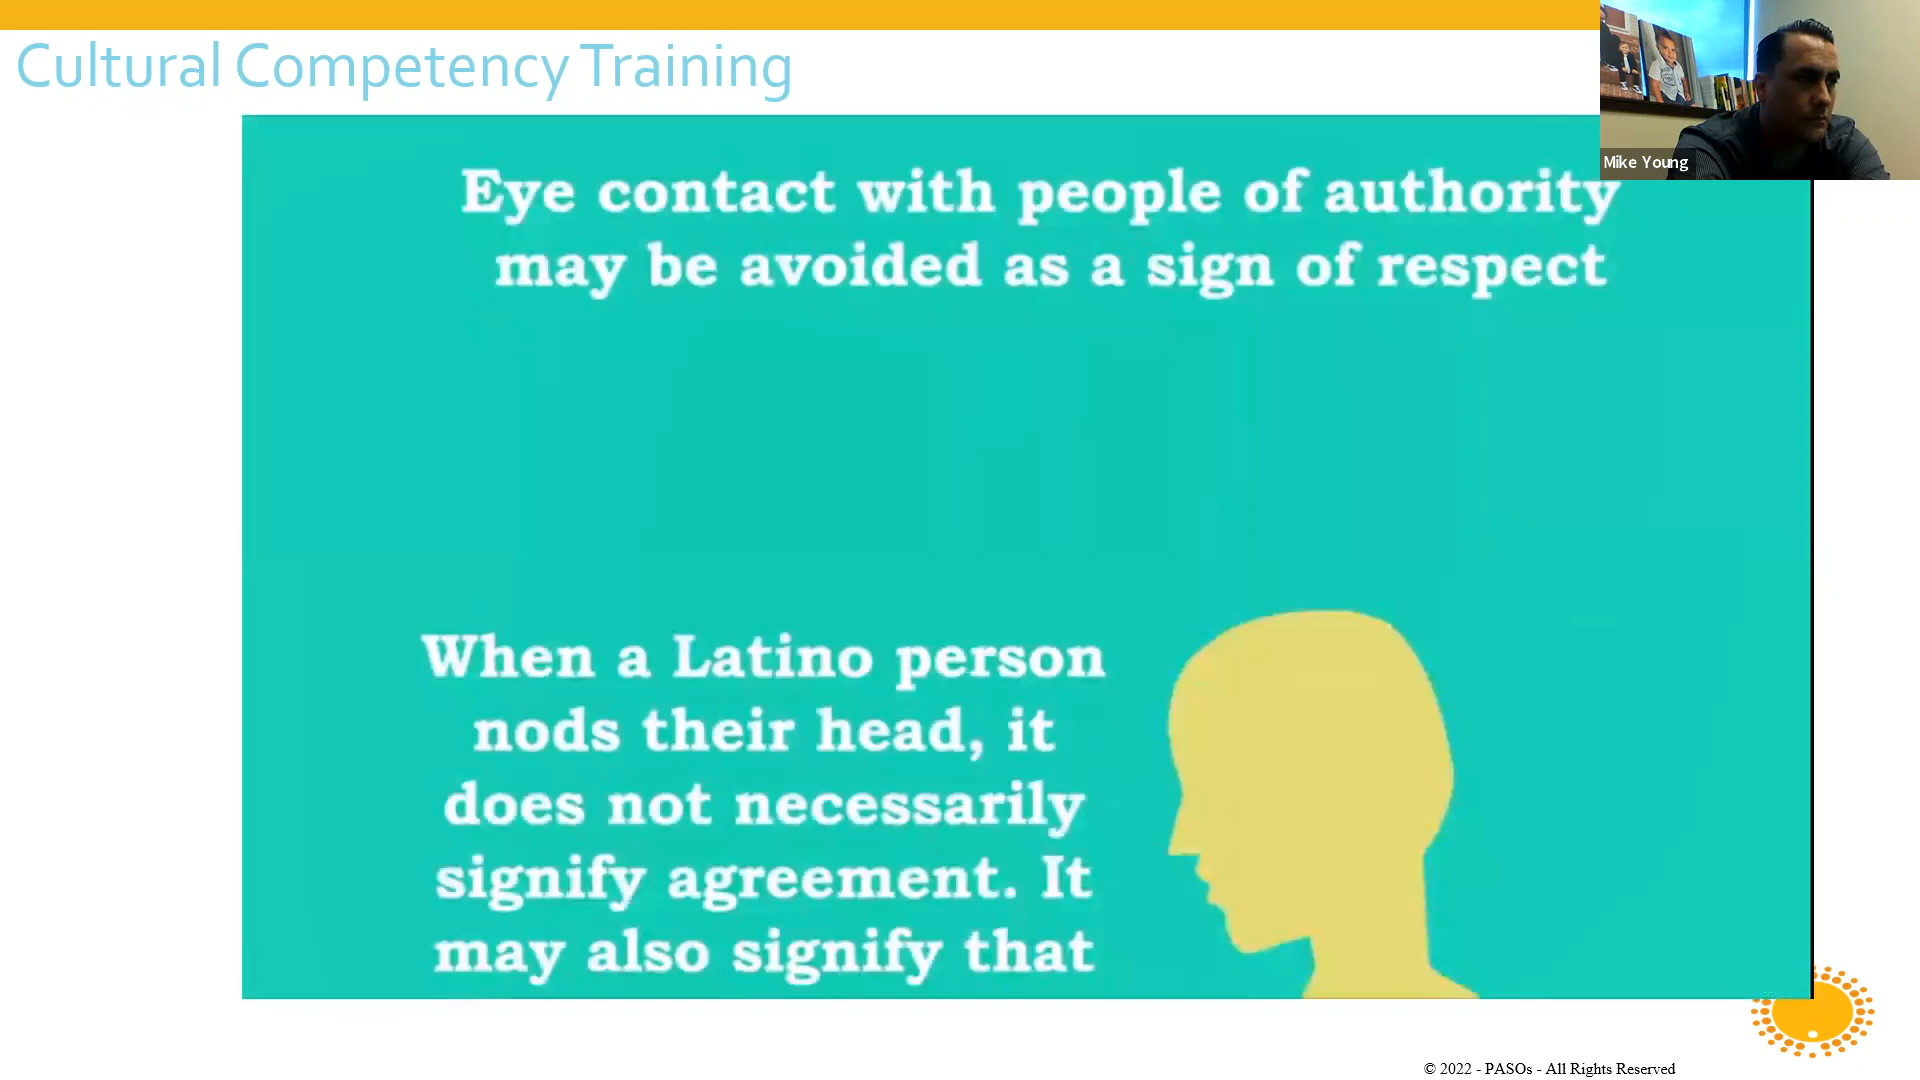 Cultural Competency Training
Mike Young
Eye contact with people of authority
may be avoided as a sign of respect
When a Latino person
nods their head, it
does not necessarily
signify agreement. It
may also signify that
© 2022 - PASOs - All Rights Reserved